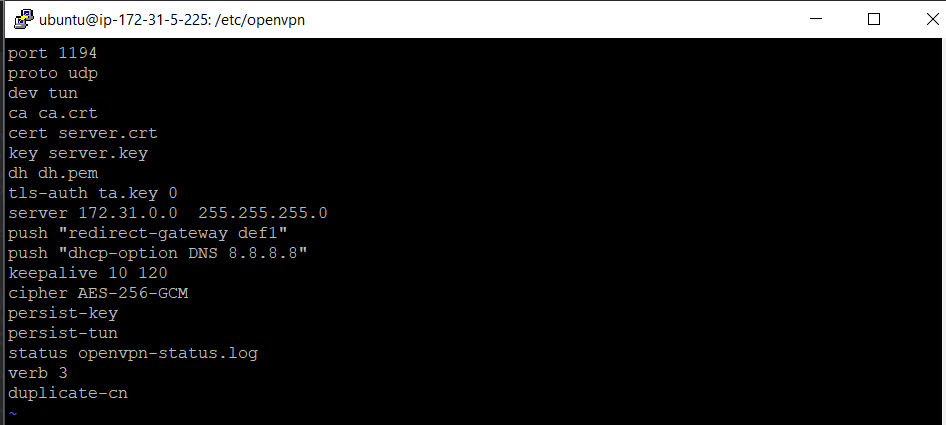 ubuntu@ip-172-31-5-225: /etc/openvpn
port 1194
proto udp
dev tun
ca ca.crt
cert server.crt
key server.key
dh dh.pem
tls-auth ta.key 0
server 172.31.0.0  255.255.255.0
push "redirect-gateway def1"
push "dhcp-option DNS 8.8.8.8"
keepalive 10 120
cipher AES-256-GCM
persist-key
persist-tun
status openvpn-status.log
verb 3
duplicate-cn
~